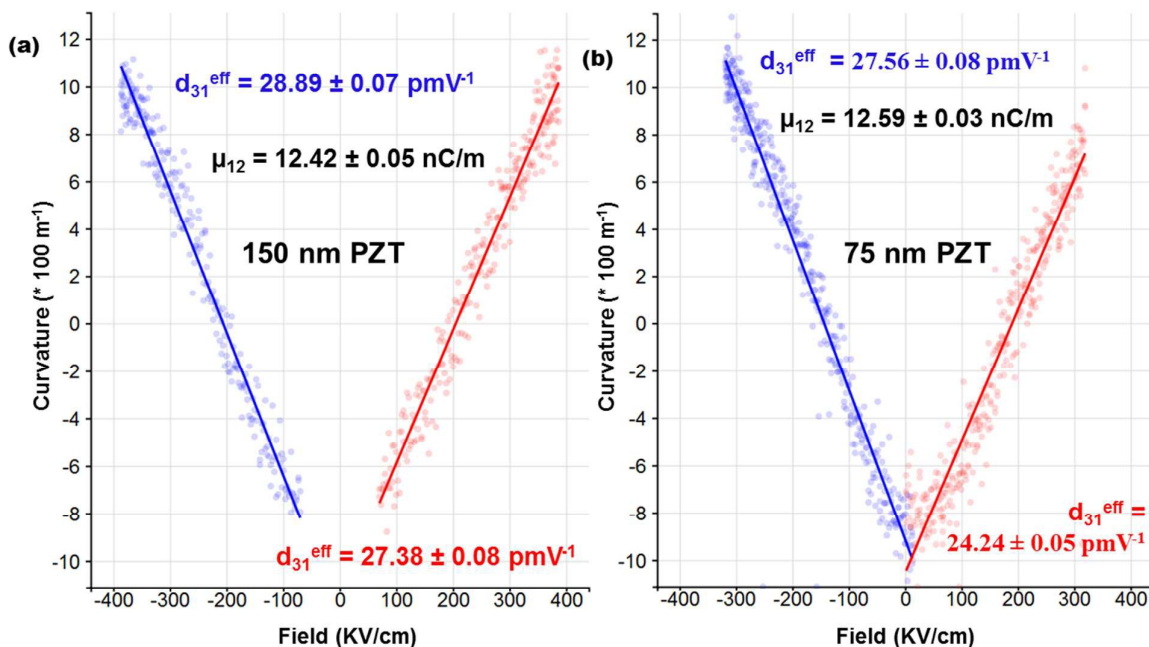 (a)
12
10
8
6
4
2
0
-2
-4
-6
-8
-10
Curvature (* 100 m⁻¹)
d₃₁ᵉᶠᶠ = 28.89 ± 0.07 pmV⁻¹
μ₁₂ = 12.42 ± 0.05 nC/m
150 nm PZT
d₃₁ᵉᶠᶠ = 27.38 ± 0.08 pmV⁻¹
-400 -300 -200 -100 0 100 200 300 400
Field (KV/cm)
(b)
12
10
8
6
4
2
0
-2
-4
-6
-8
-10
Curvature (* 100 m⁻¹)
d₃₁ᵉᶠᶠ = 27.56 ± 0.08 pmV⁻¹
μ₁₂ = 12.59 ± 0.03 nC/m
75 nm PZT
d₃₁ᵉᶠᶠ =
24.24 ± 0.05 pmV⁻¹
-400 -300 -200 -100 0 100 200 300 400
Field (KV/cm)